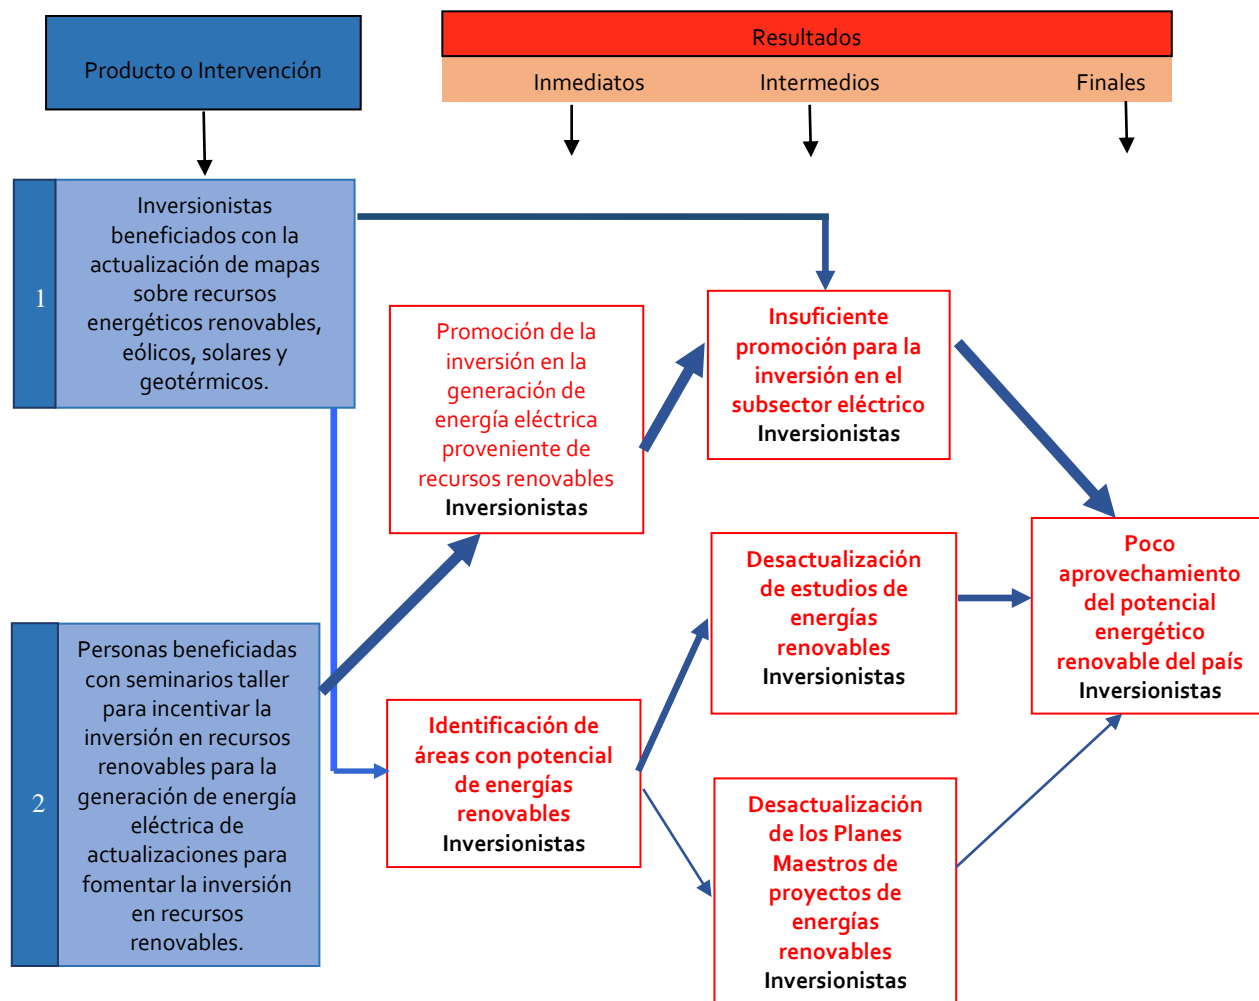 Producto o Intervención
Resultados
Inmediatos
Intermedios
Finales
1
Inversionistas
beneficiados con la
actualización de mapas
sobre recursos
energéticos renovables,
eólicos, solares y
geotérmicos.
Promoción de la
inversión en la
generación de
energía eléctrica
proveniente de
recursos renovables
Inversionistas
Insuficiente
promoción para la
inversión en el
subsector eléctrico
Inversionistas
2
Personas beneficiadas
con seminarios taller
para incentivar la
inversión en recursos
renovables para la
generación de energía
eléctrica de
actualizaciones para
fomentar la inversión
en recursos
renovables.
Identificación de
áreas con potencial
de energías
renovables
Inversionistas
Desactualización
de estudios de
energías
renovables
Inversionistas
Desactualización
de los Planes
Maestros de
proyectos de
energías
renovables
Inversionistas
Poco
aprovechamiento
del potencial
energético
renovable del país
Inversionistas